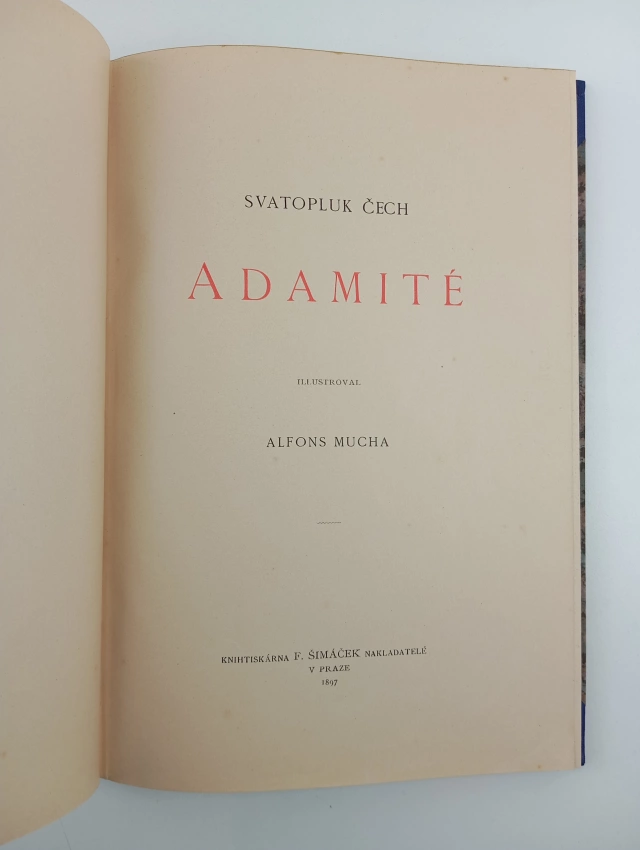 SVATOPLUK ČECH
ADAMITÉ
ILLUSTROVAL
ALFONS MUCHA
KNIHTISKÁRNA F. ŠIMÁČEK NAKLADATELÉ
V PRAZE
1897